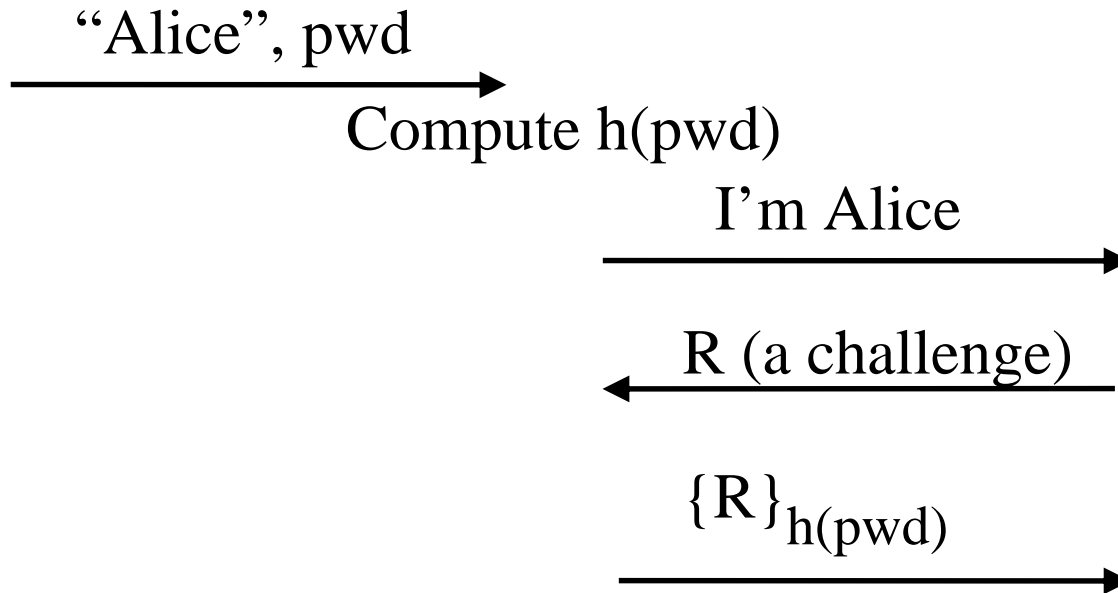 “Alice”, pwd
Compute h(pwd)
I’m Alice
R (a challenge)
{R}h(pwd)